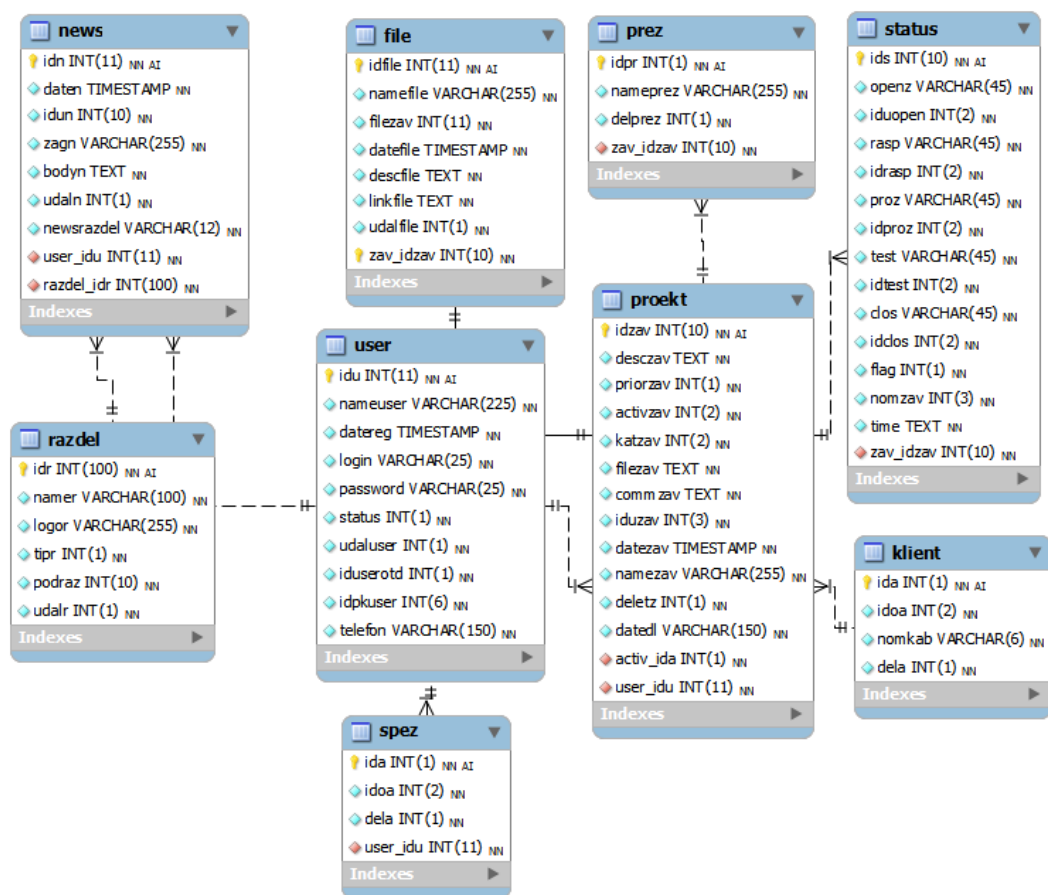 news
idn INT(11) NN AI
daten TIMESTAMP NN
idun INT(10) NN
zagn VARCHAR(255) NN
bodyn TEXT NN
udaln INT(1) NN
newsrazdel VARCHAR(12) NN
user_idu INT(11) NN
razdel_idr INT(100) NN
Indexes
file
idfile INT(11) NN AI
namefile VARCHAR(255) NN
filezav INT(11) NN
datefile TIMESTAMP NN
descfile TEXT NN
linkfile TEXT NN
udalfile INT(1) NN
zav_idzav INT(10) NN
Indexes
prez
idpr INT(1) NN AI
nameprez VARCHAR(255) NN
delprez INT(1) NN
zav_idzav INT(10) NN
Indexes
status
ids INT(10) NN AI
openz VARCHAR(45) NN
iduopen INT(2) NN
rasp VARCHAR(45) NN
idrasp INT(2) NN
proz VARCHAR(45) NN
idproz INT(2) NN
test VARCHAR(45) NN
idtest INT(2) NN
clos VARCHAR(45) NN
idclos INT(2) NN
flag INT(1) NN
nomzav INT(3) NN
time TEXT NN
zav_idzav INT(10) NN
Indexes
razdel
idr INT(100) NN AI
namer VARCHAR(100) NN
logor VARCHAR(255) NN
tipr INT(1) NN
podraz INT(10) NN
udalr INT(1) NN
Indexes
user
idu INT(11) NN AI
nameuser VARCHAR(225) NN
datereg TIMESTAMP NN
login VARCHAR(25) NN
password VARCHAR(25) NN
status INT(1) NN
udaluser INT(1) NN
iduserotd INT(1) NN
idpkuser INT(6) NN
telefon VARCHAR(150) NN
Indexes
proekt
idzav INT(10) NN AI
desczav TEXT NN
priorzav INT(1) NN
activzav INT(2) NN
katzav INT(2) NN
filezav TEXT NN
commzav TEXT NN
iduzav INT(3) NN
datezav TIMESTAMP NN
namezav VARCHAR(255) NN
deletz INT(1) NN
datedl VARCHAR(150) NN
activ_ida INT(1) NN
user_idu INT(11) NN
Indexes
klient
ida INT(1) NN AI
idoa INT(2) NN
nomkab VARCHAR(6) NN
dela INT(1) NN
Indexes
spez
ida INT(1) NN AI
idoa INT(2) NN
dela INT(1) NN
user_idu INT(11) NN
Indexes